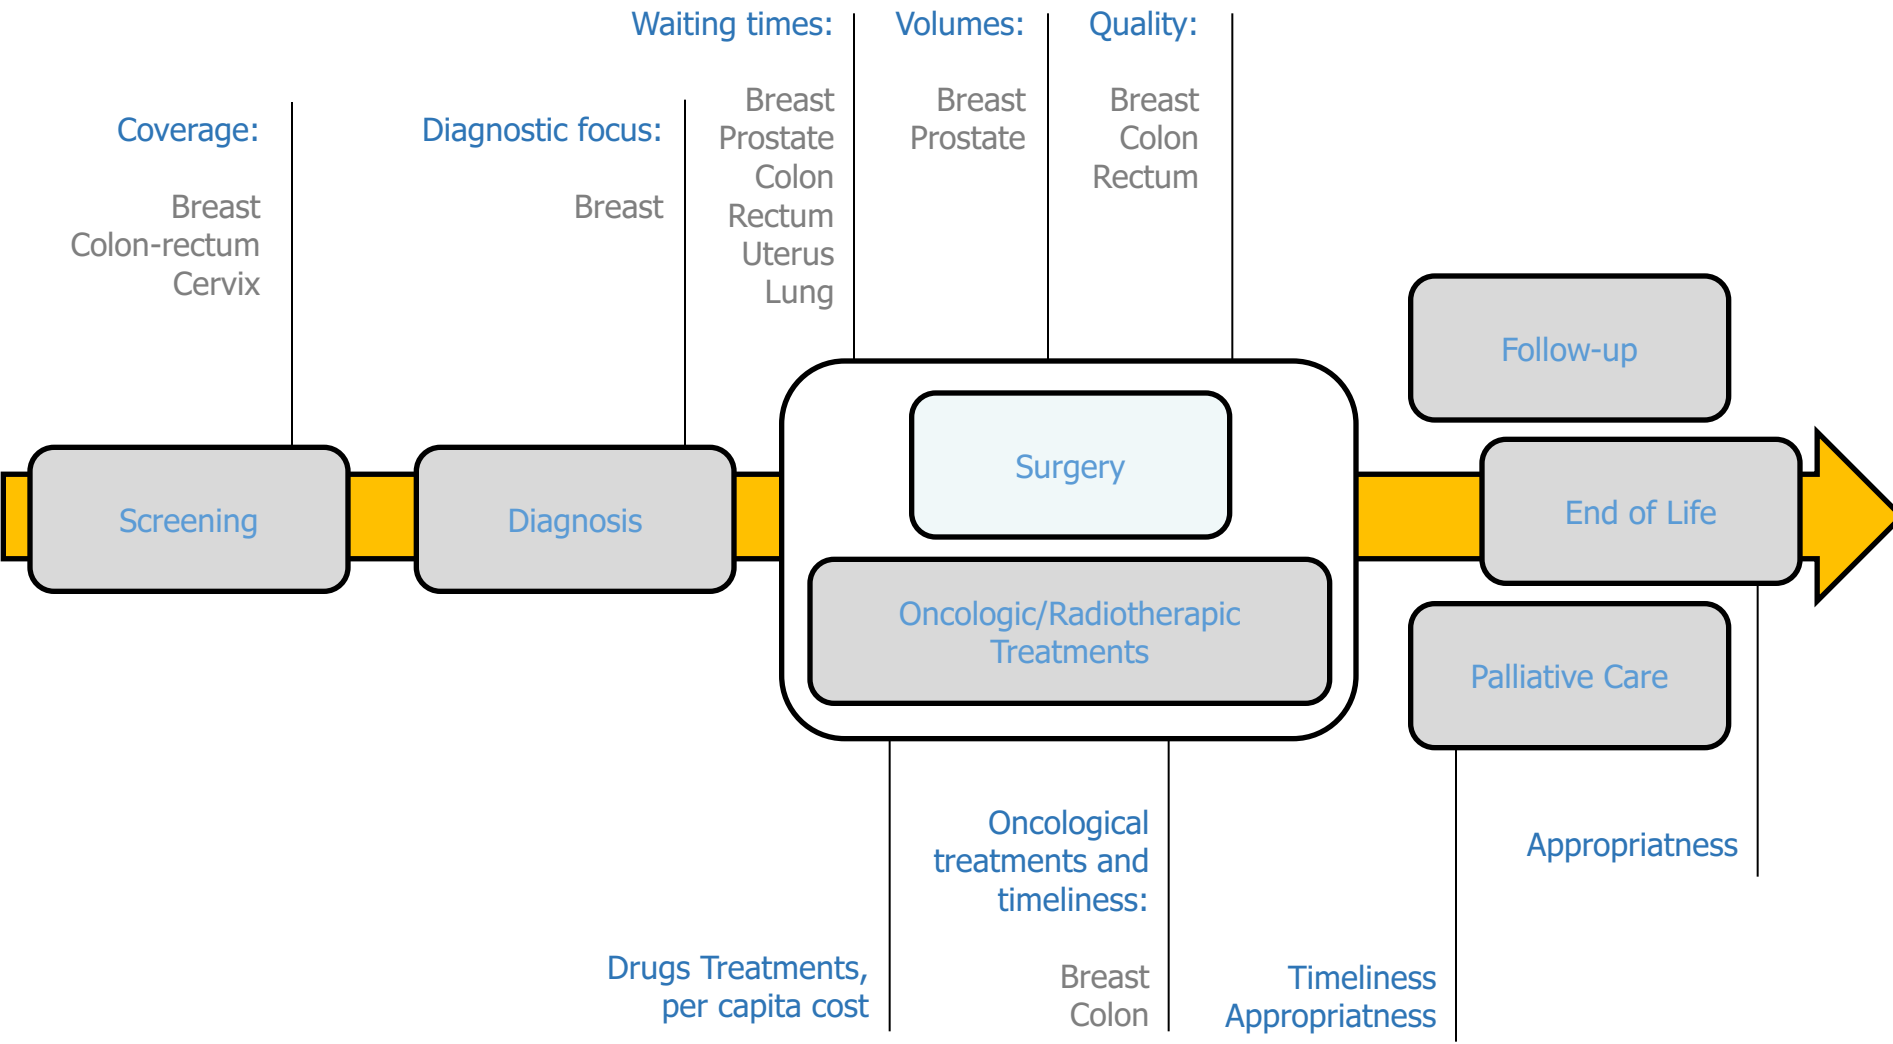 Waiting times:
Breast
Prostate
Colon
Rectum
Uterus
Lung
Volumes:
Breast
Prostate
Quality:
Breast
Colon
Rectum
Coverage:
Breast
Colon-rectum
Cervix
Diagnostic focus:
Breast
Screening
Diagnosis
Surgery
Oncologic/Radiotherapic
Treatments
Follow-up
End of Life
Palliative Care
Drugs Treatments,
per capita cost
Oncological
treatments and
timeliness:
Breast
Colon
Timeliness
Appropriatness
Appropriatness